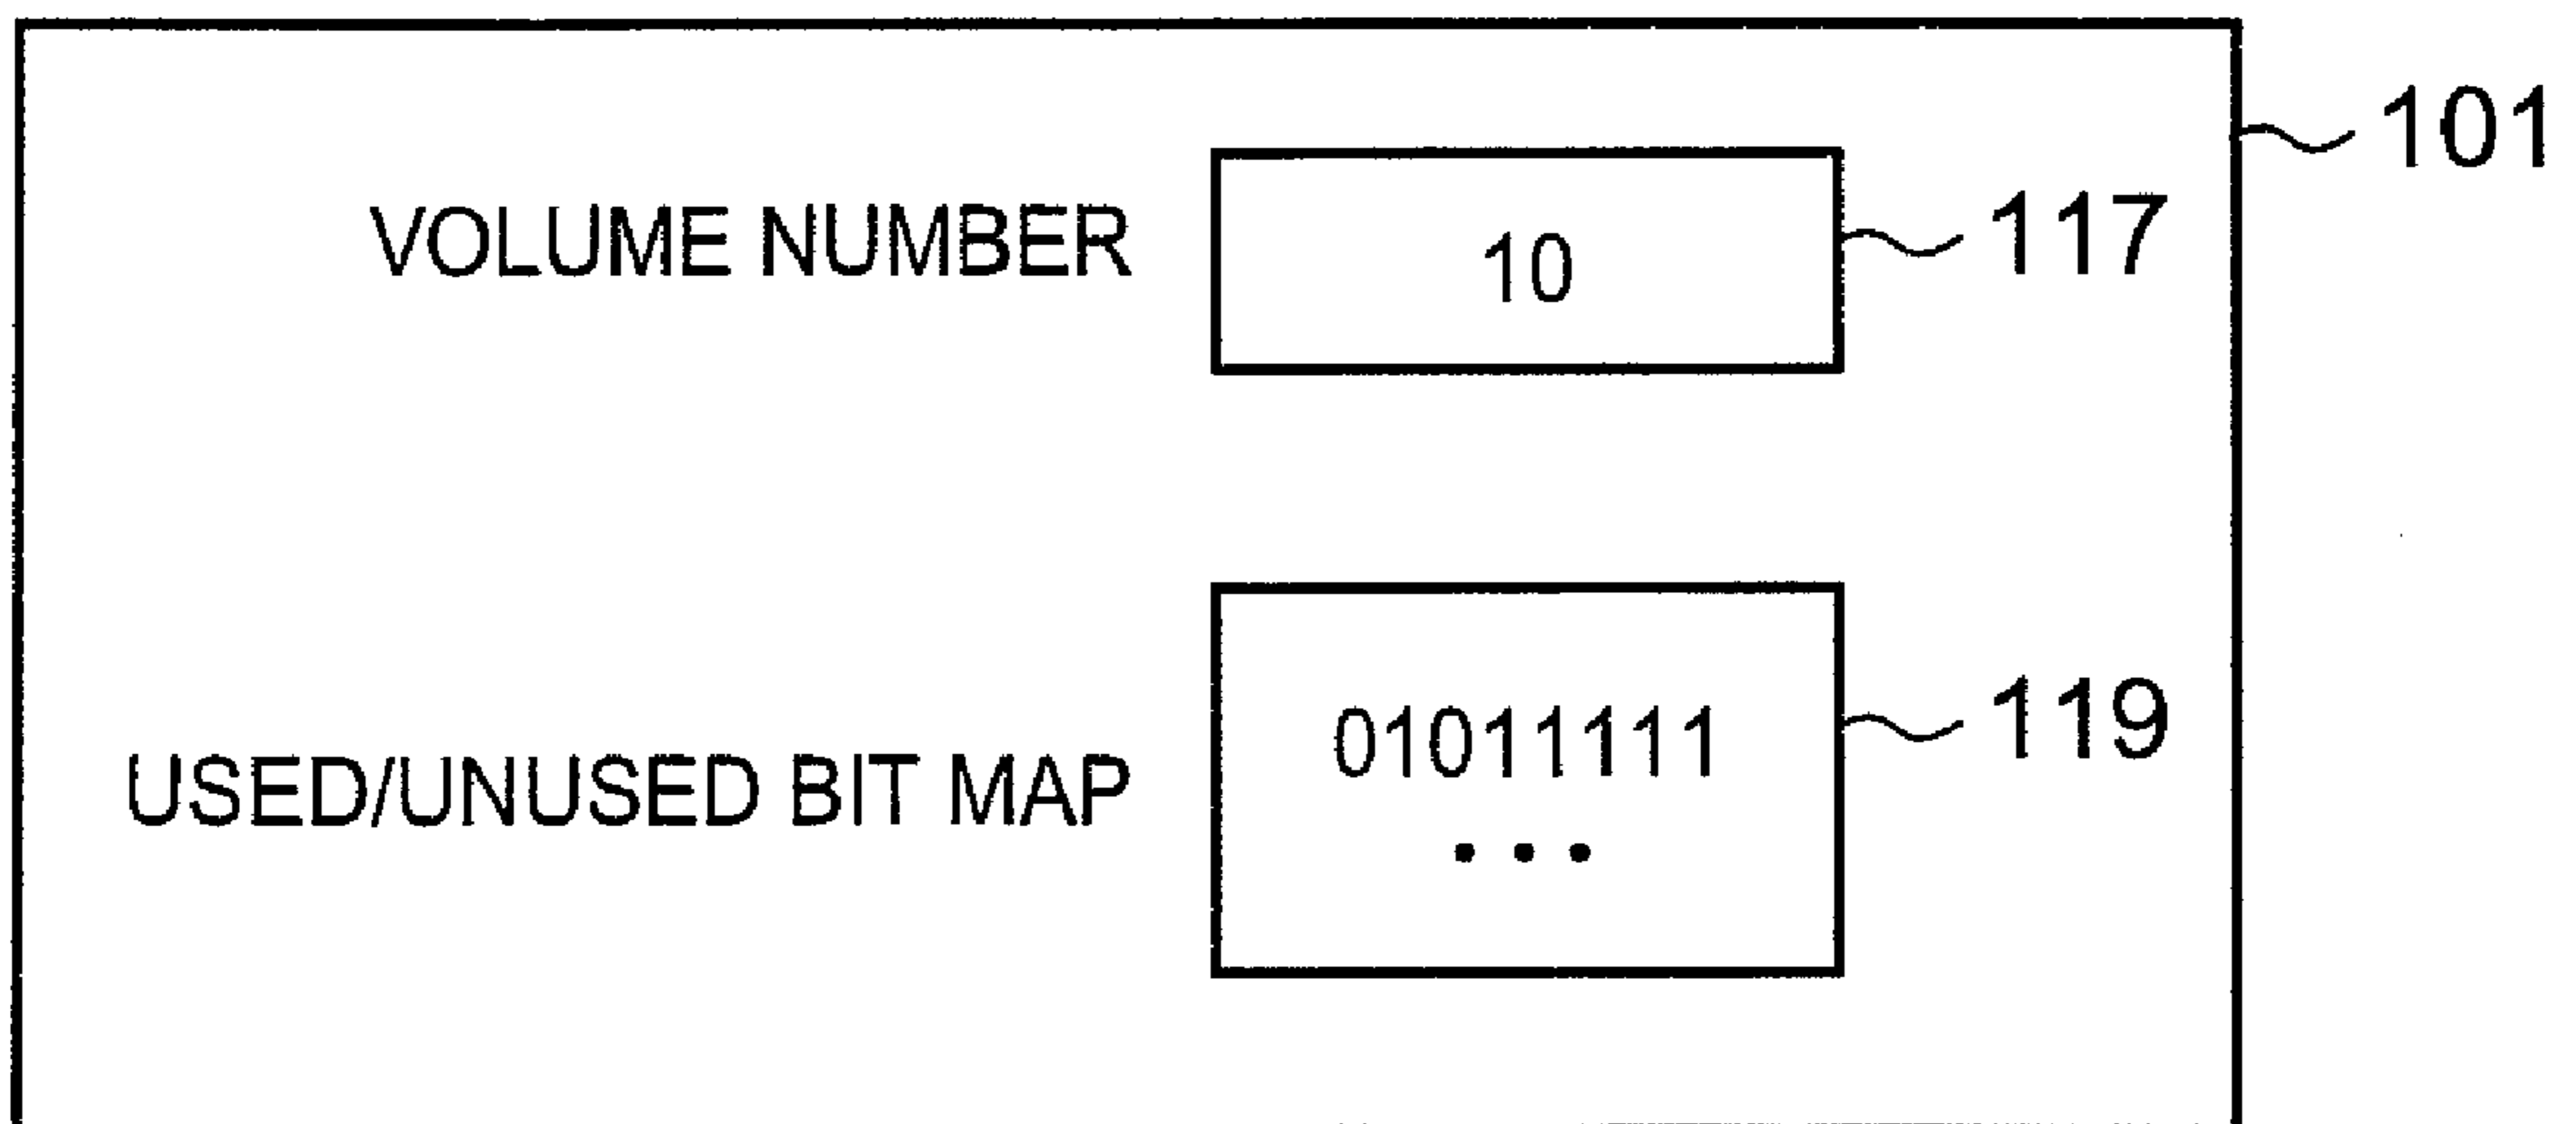 101
VOLUME NUMBER 10 117
USED/UNUSED BIT MAP 01011111 119
• • •